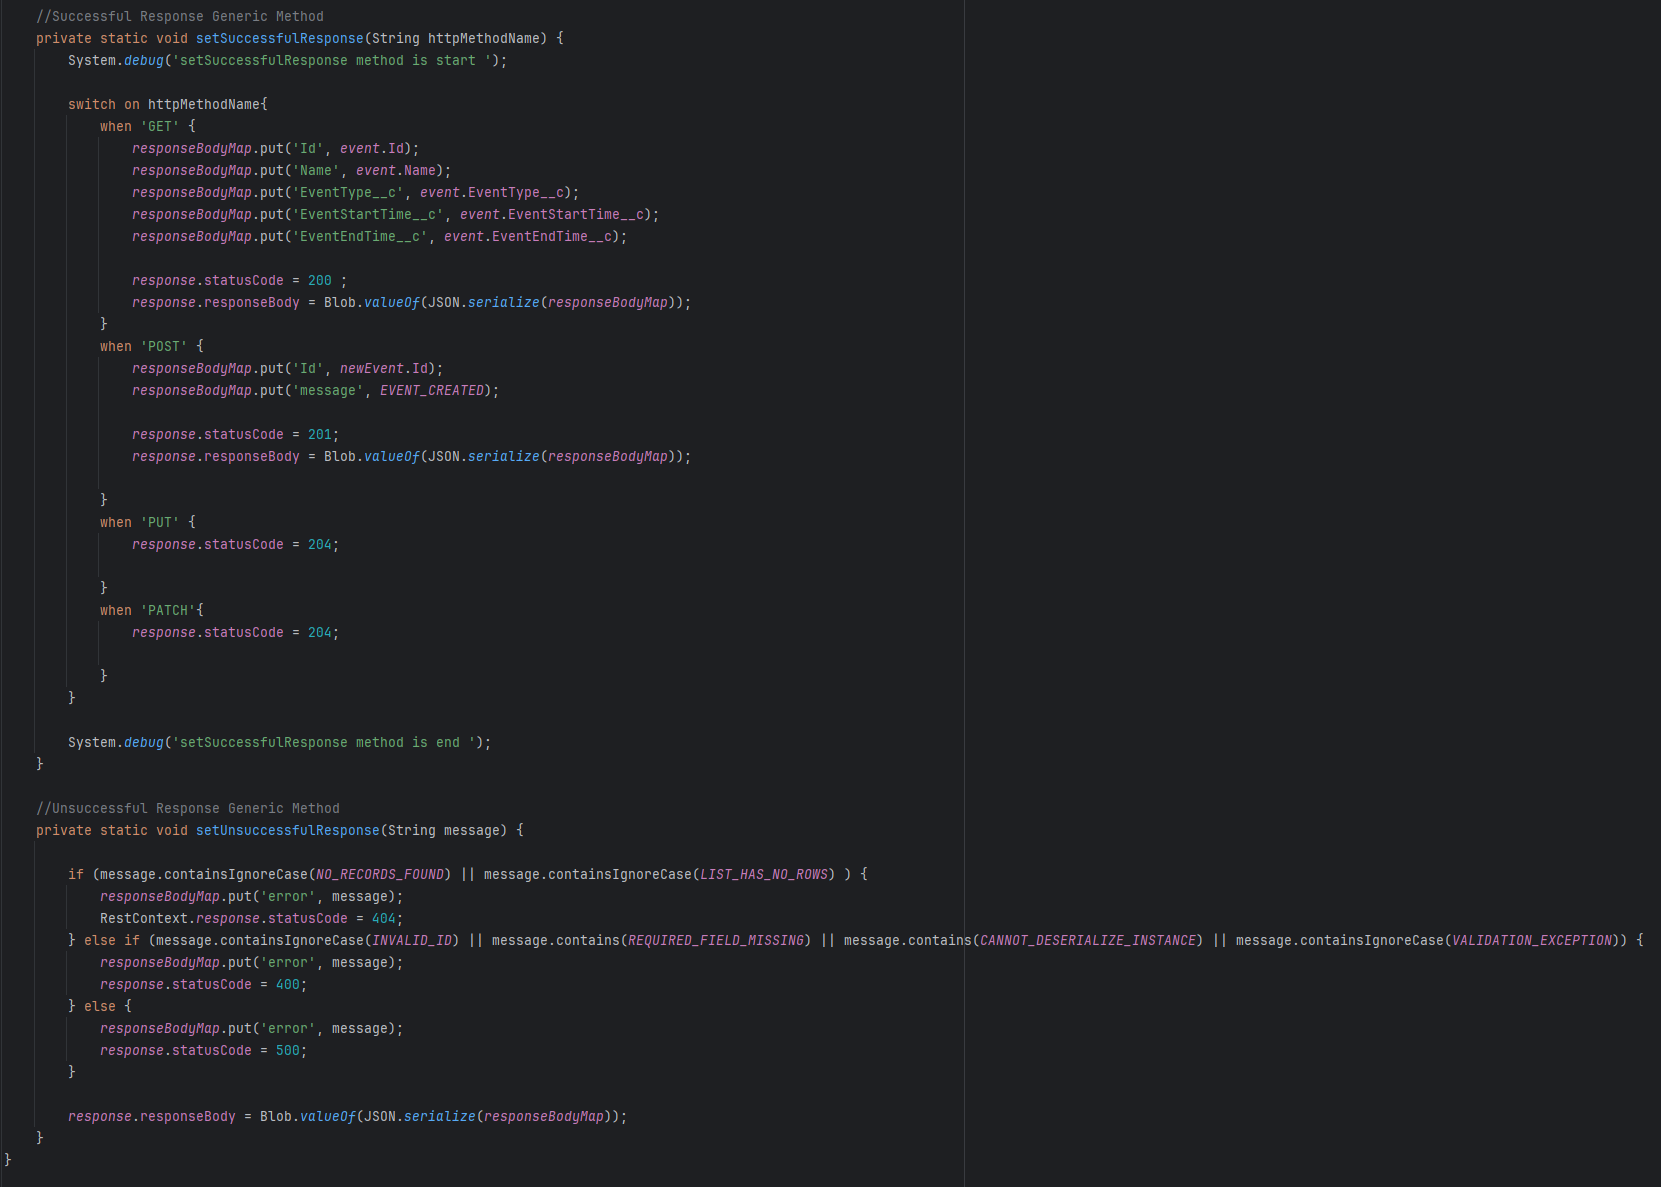 //Successful Response Generic Method
private static void setSuccessfulResponse(String httpMethodName) {
System.debug('setSuccessfulResponse method is start ');
switch on httpMethodName{
when 'GET' {
responseBodyMap.put('Id', event.Id);
responseBodyMap.put('Name', event.Name);
responseBodyMap.put('EventType__c', event.EventType__c);
responseBodyMap.put('EventStartTime__c', event.EventStartTime__c);
responseBodyMap.put('EventEndTime__c', event.EventEndTime__c);
response.statusCode = 200 ;
response.responseBody = Blob.valueOf(JSON.serialize(responseBodyMap));
}
when 'POST' {
responseBodyMap.put('Id', newEvent.Id);
responseBodyMap.put('message', EVENT_CREATED);
response.statusCode = 201;
response.responseBody = Blob.valueOf(JSON.serialize(responseBodyMap));
}
when 'PUT' {
response.statusCode = 204;
}
when 'PATCH'{
response.statusCode = 204;
}
}
System.debug('setSuccessfulResponse method is end ');
}
//Unsuccessful Response Generic Method
private static void setUnsuccessfulResponse(String message) {
if (message.containsIgnoreCase(NO_RECORDS_FOUND) || message.containsIgnoreCase(LIST_HAS_NO_ROWS) ) {
responseBodyMap.put('error', message);
RestContext.response.statusCode = 404;
} else if (message.containsIgnoreCase(INVALID_ID) || message.contains(REQUIRED_FIELD_MISSING) || message.contains(CANNOT_DESERIALIZE_INSTANCE) || message.containsIgnoreCase(VALIDATION_EXCEPTION)) {
responseBodyMap.put('error', message);
response.statusCode = 400;
} else {
responseBodyMap.put('error', message);
response.statusCode = 500;
}
response.responseBody = Blob.valueOf(JSON.serialize(responseBodyMap));
}
}